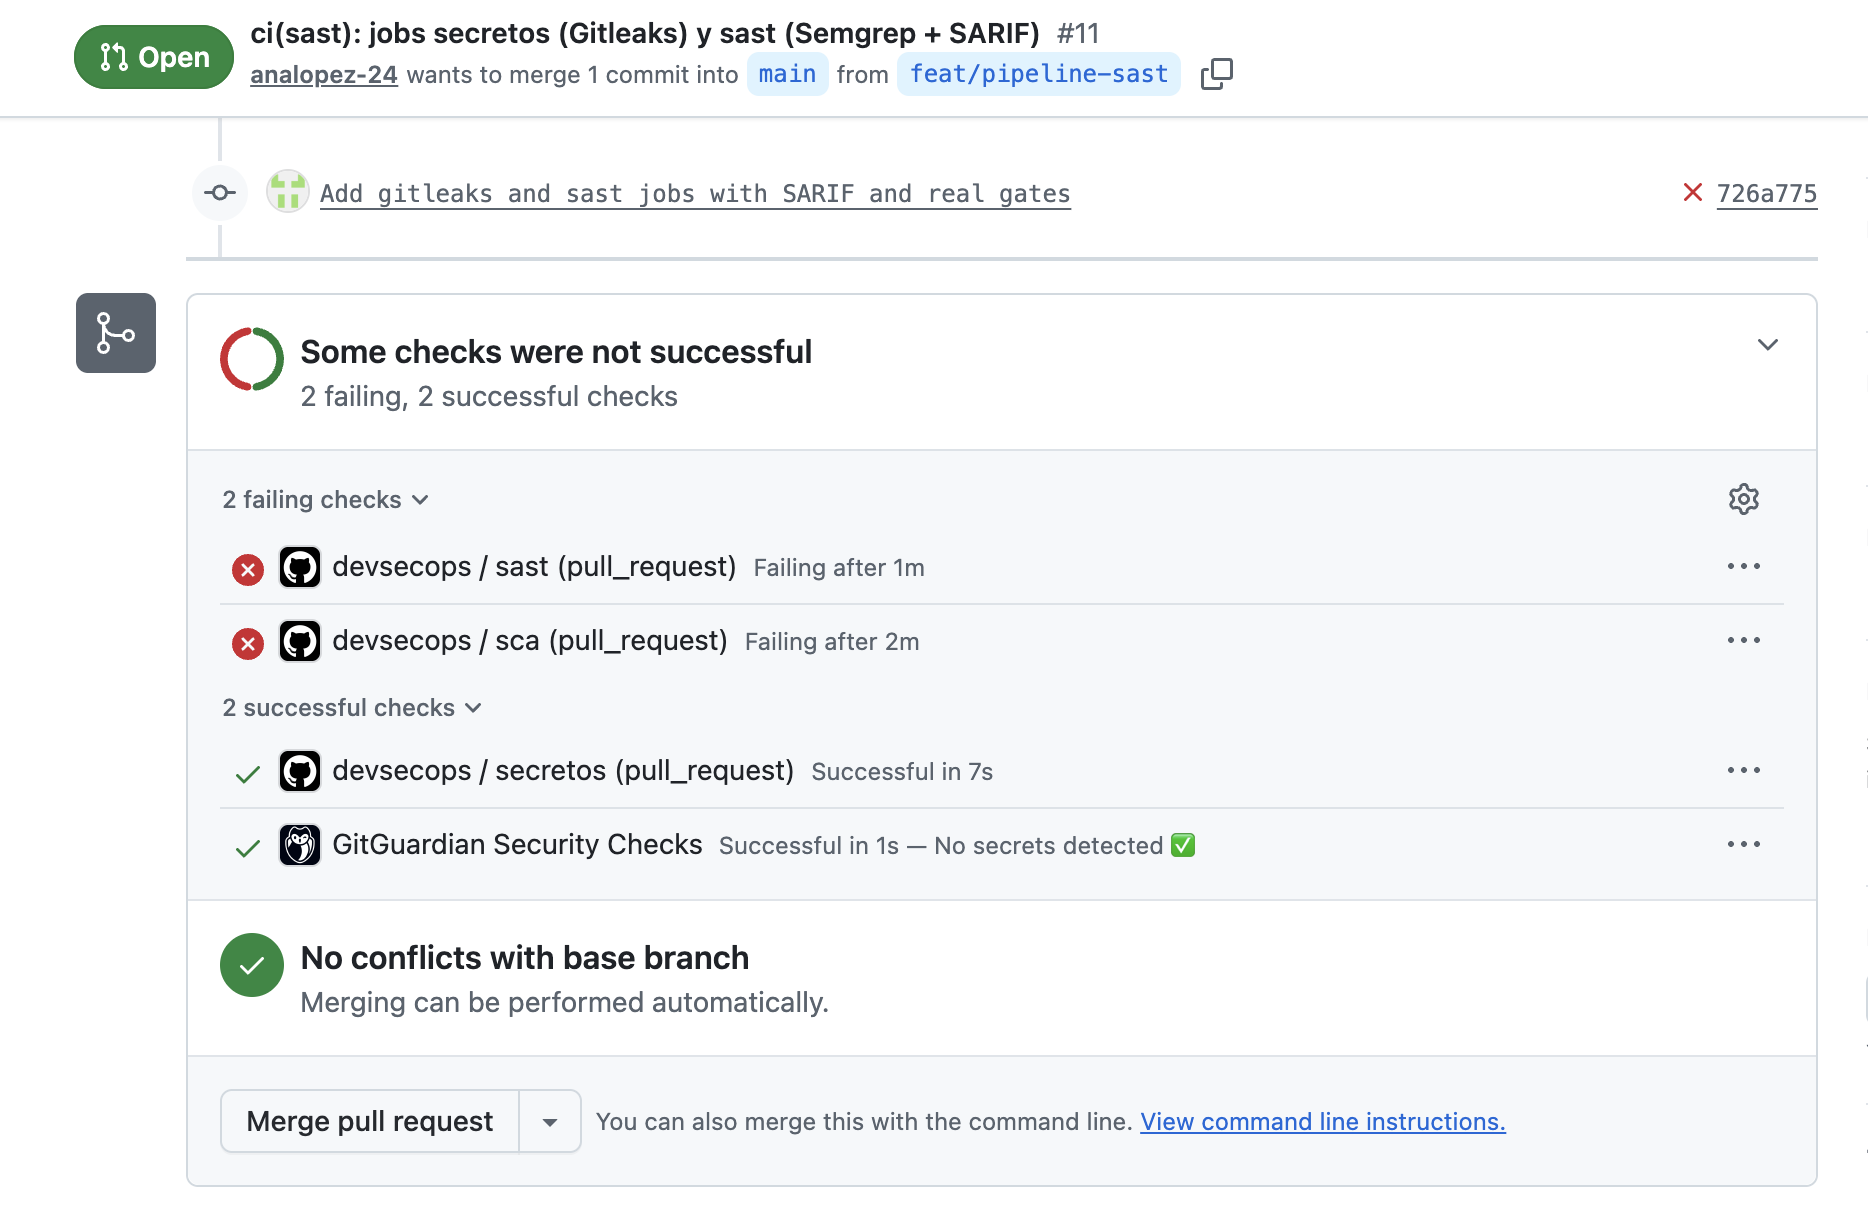 Open
ci(sast): jobs secretos (Gitleaks) y sast (Semgrep + SARIF) #11
analopez-24 wants to merge 1 commit into main from feat/pipeline-sast
Add gitleaks and sast jobs with SARIF and real gates
726a775
Some checks were not successful
2 failing, 2 successful checks
2 failing checks
devsecops / sast (pull_request) Failing after 1m
devsecops / sca (pull_request) Failing after 2m
2 successful checks
devsecops / secretos (pull_request) Successful in 7s
GitGuardian Security Checks Successful in 1s — No secrets detected ✅
No conflicts with base branch
Merging can be performed automatically.
Merge pull request
You can also merge this with the command line. View command line instructions.